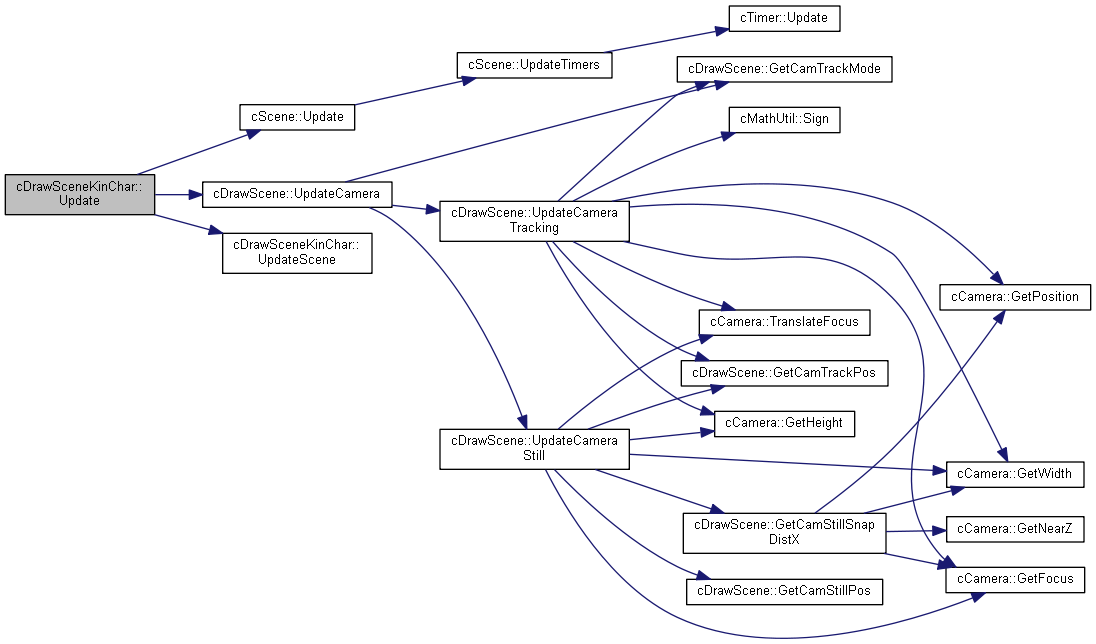 cTimer::Update
cScene::UpdateTimers
cDrawScene::GetCamTrackMode
cScene::Update
cMathUtil::Sign
cDrawSceneKinChar::
Update
cDrawScene::UpdateCamera
cDrawScene::UpdateCamera
Tracking
cDrawSceneKinChar::
UpdateScene
cCamera::GetPosition
cCamera::TranslateFocus
cDrawScene::GetCamTrackPos
cCamera::GetHeight
cDrawScene::UpdateCamera
Still
cCamera::GetWidth
cDrawScene::GetCamStillSnap
DistX
cCamera::GetNearZ
cCamera::GetFocus
cDrawScene::GetCamStillPos